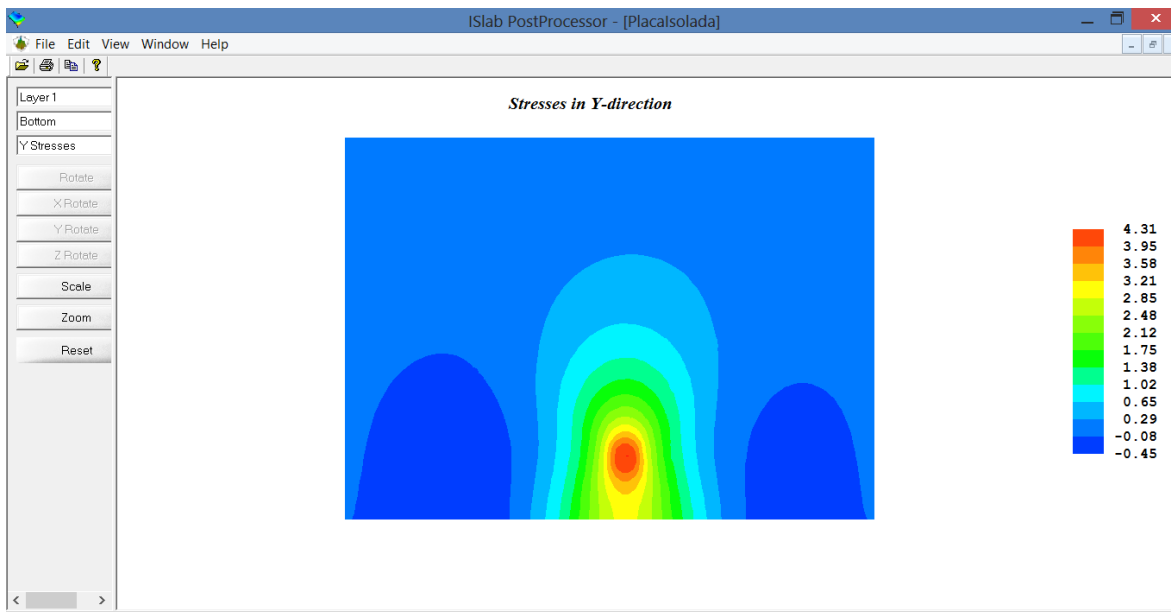 ISlab PostProcessor - [PlacaIsolada]
File Edit View Window Help
Layer 1
Bottom
Y Stresses
Rotate
X Rotate
Y Rotate
Z Rotate
Scale
Zoom
Reset
Stresses in Y-direction
4.31
3.95
3.58
3.21
2.85
2.48
2.12
1.75
1.38
1.02
0.65
0.29
-0.08
-0.45